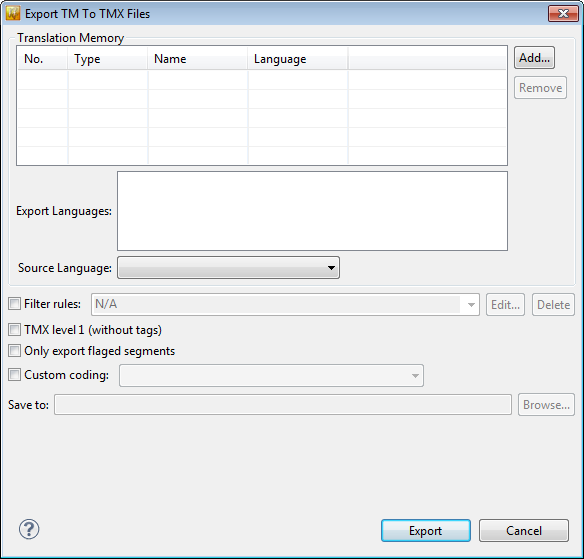 Export TM To TMX Files
Translation Memory
No. Type Name Language
Add...
Remove
Export Languages:
Source Language:
Filter rules: N/A Edit... Delete
TMX level 1 (without tags)
Only export flaged segments
Custom coding:
Save to: Browse...
? Export Cancel